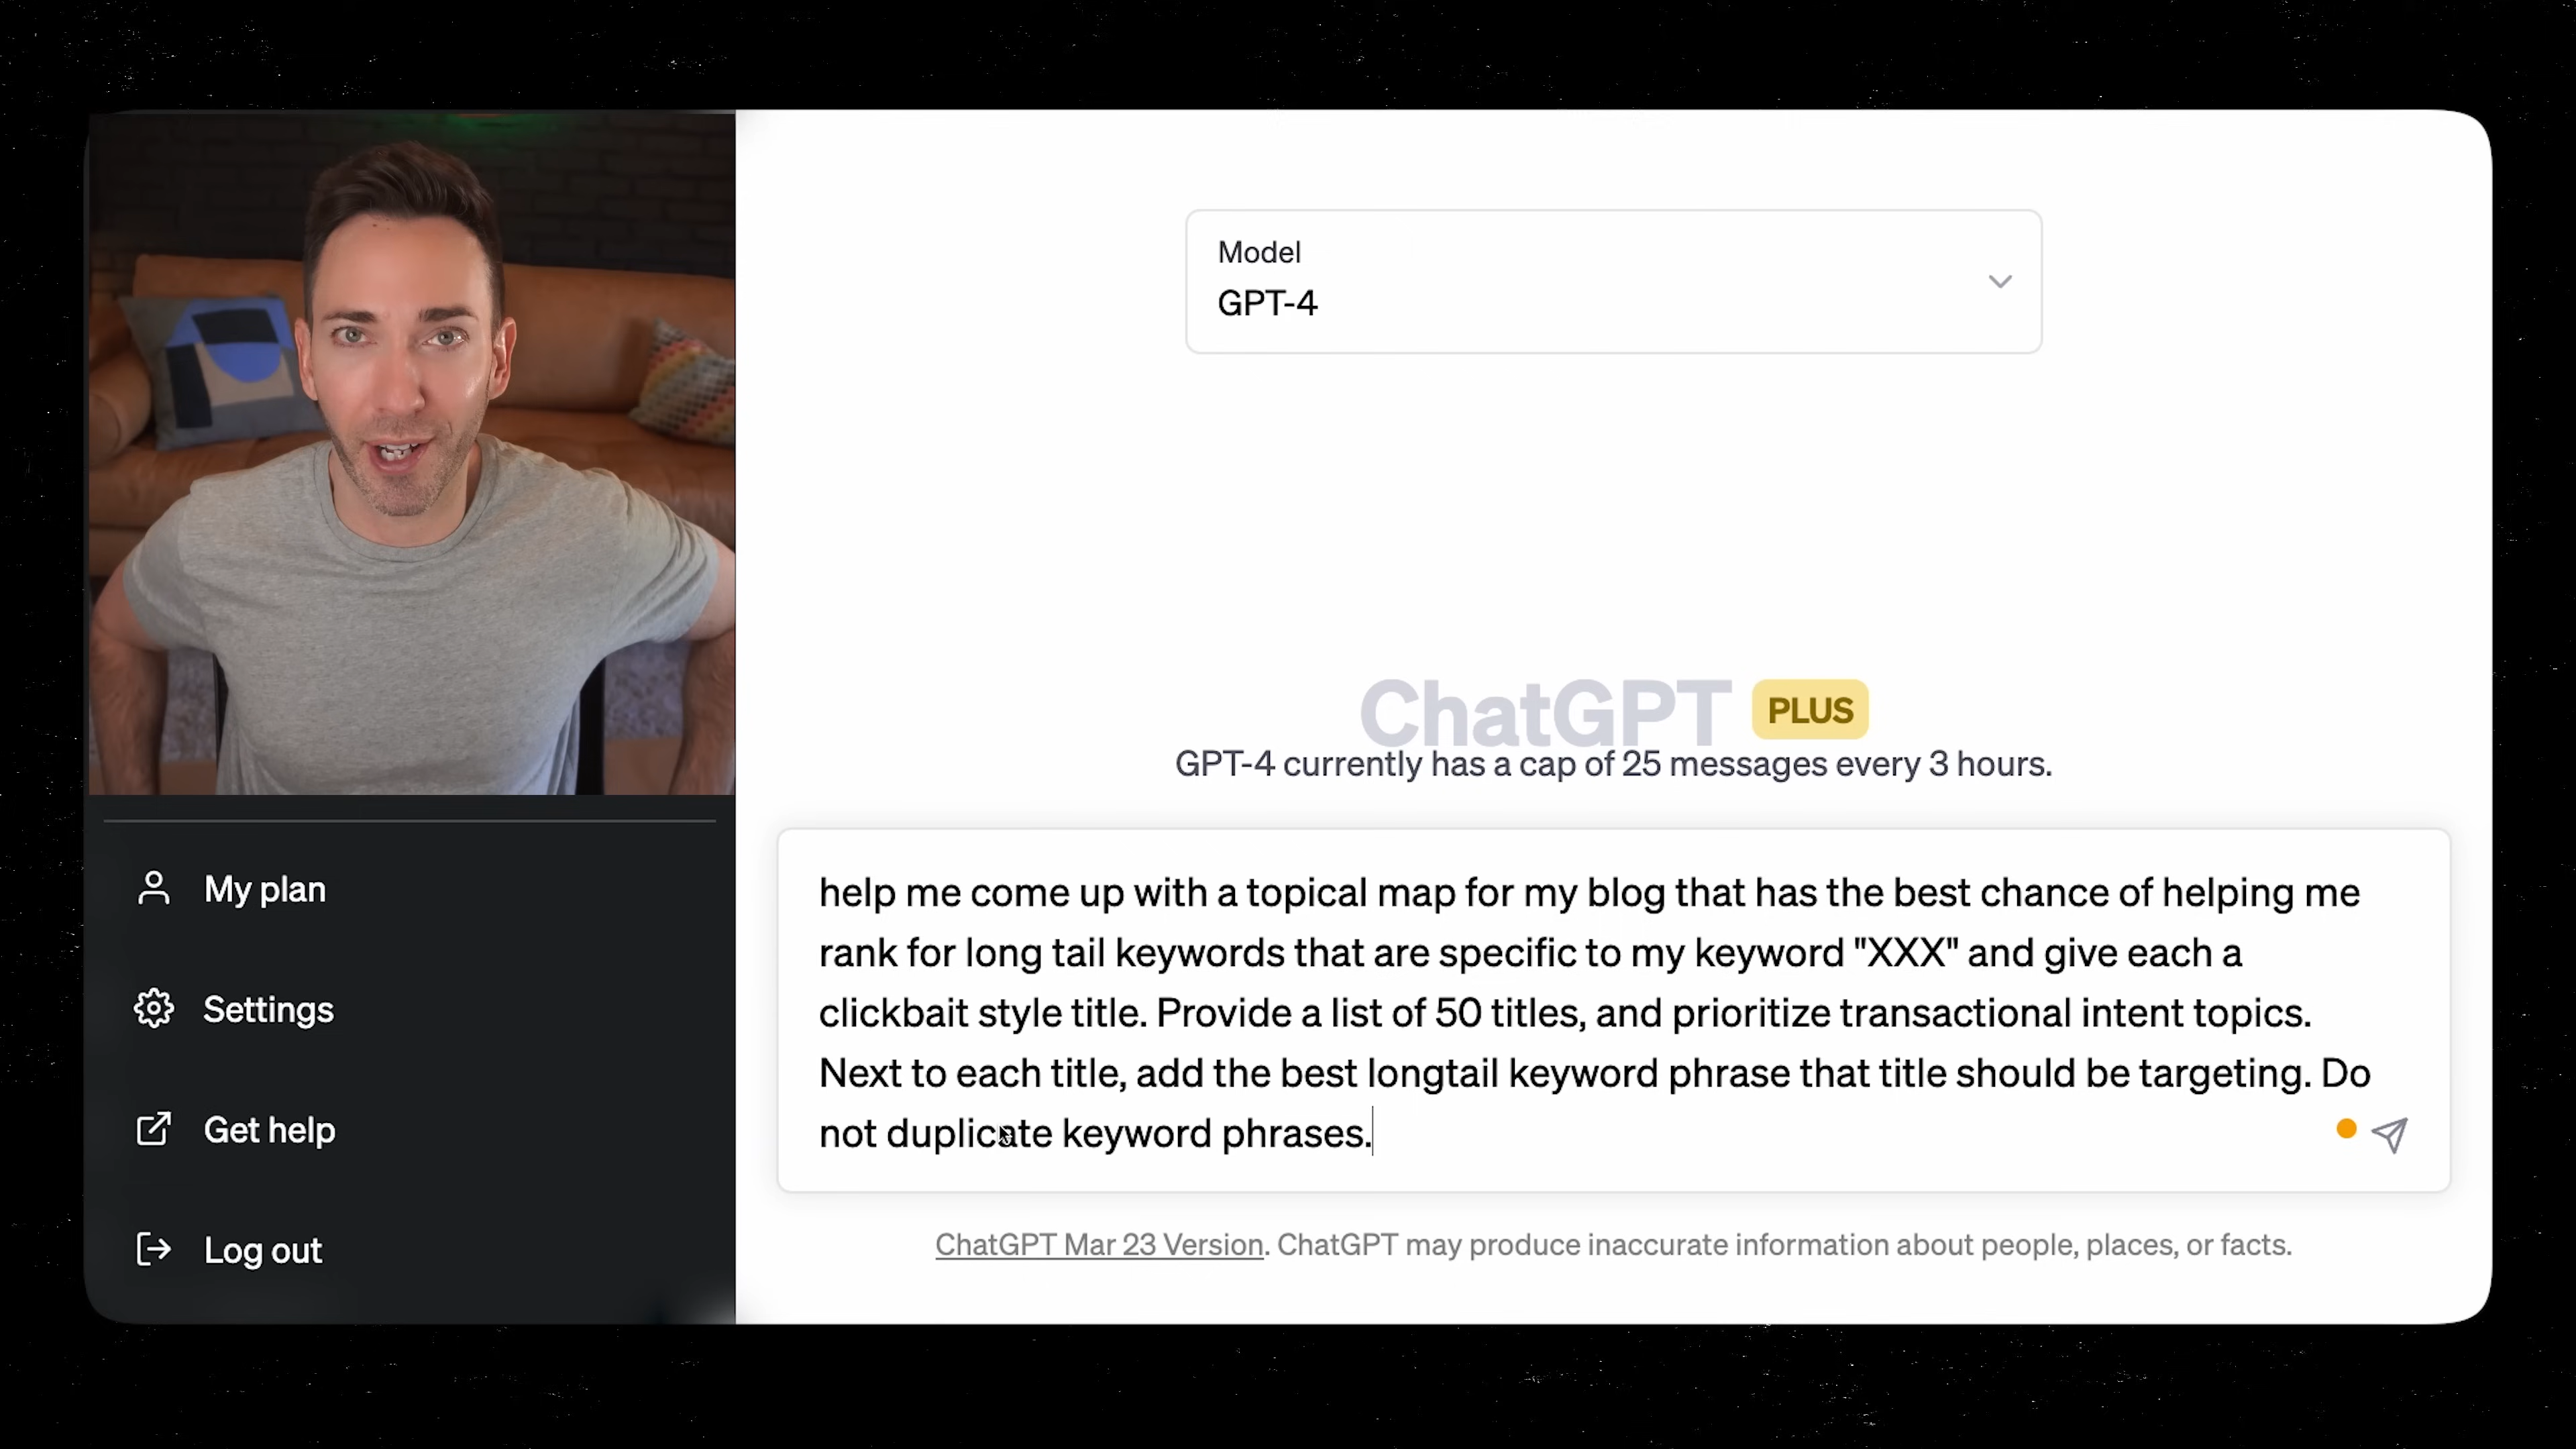 Model
GPT-4
ChatGPT PLUS
GPT-4 currently has a cap of 25 messages every 3 hours.
My plan
Settings
Get help
Log out
help me come up with a topical map for my blog that has the best chance of helping me
rank for long tail keywords that are specific to my keyword "XXX" and give each a
clickbait style title. Provide a list of 50 titles, and prioritize transactional intent topics.
Next to each title, add the best longtail keyword phrase that title should be targeting. Do
not duplicate keyword phrases.
ChatGPT Mar 23 Version. ChatGPT may produce inaccurate information about people, places, or facts.